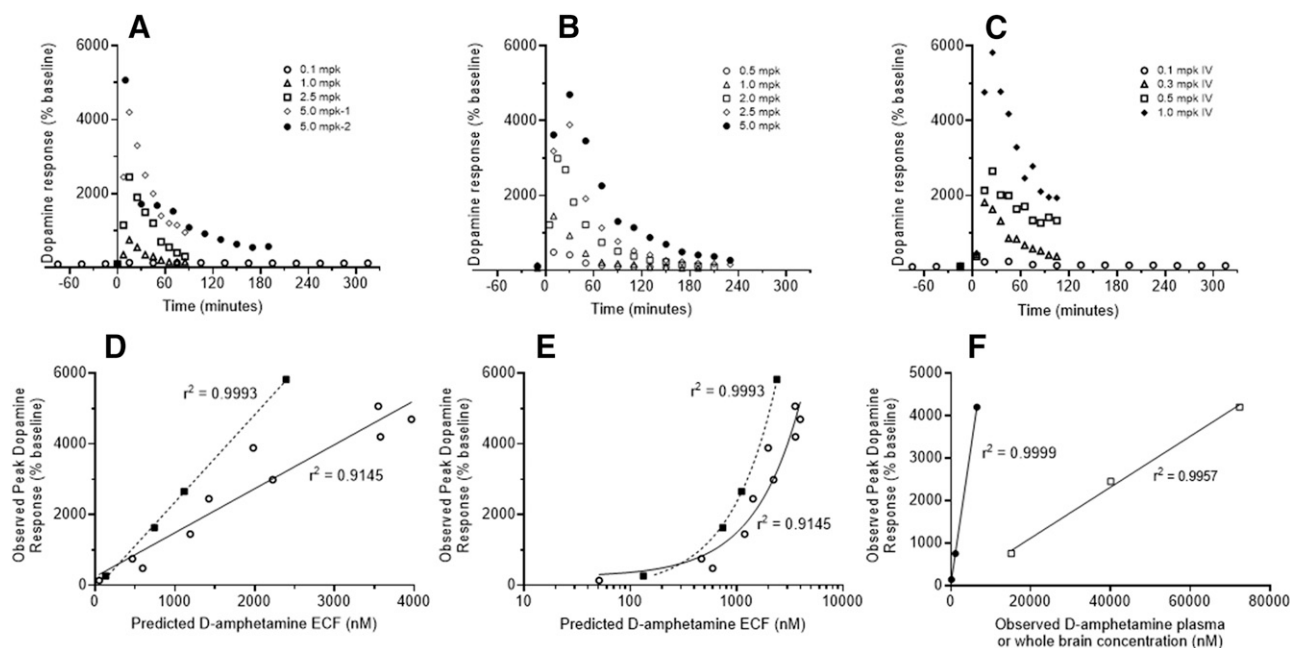 A
B
C
6000
4000
2000
Dopamine response (% baseline)
0.1 mpk
1.0 mpk
2.5 mpk
5.0 mpk-1
5.0 mpk-2
-60 0 60 120 180 240 300
Time (minutes)
6000
4000
2000
Dopamine response (% baseline)
0.5 mpk
1.0 mpk
2.0 mpk
2.5 mpk
5.0 mpk
-60 0 60 120 180 240 300
Time (minutes)
6000
4000
2000
Dopamine response (% baseline)
0.1 mpk IV
0.3 mpk IV
0.5 mpk IV
1.0 mpk IV
-60 0 60 120 180 240 300
Time (minutes)
D
E
F
6000
4000
2000
0
Observed Peak Dopamine
Response (% baseline)
r² = 0.9993
r² = 0.9145
0 1000 2000 3000 4000
Predicted D-amphetamine ECF (nM)
6000
4000
2000
0
Observed Peak Dopamine
Response (% baseline)
r² = 0.9993
r² = 0.9145
10 100 1000 10000
Predicted D-amphetamine ECF (nM)
5000
4000
3000
2000
1000
0
Observed Peak Dopamine
Response (% baseline)
r² = 0.9999
r² = 0.9957
0 20000 40000 60000 80000
Observed D-amphetamine plasma
or whole brain concentration (nM)